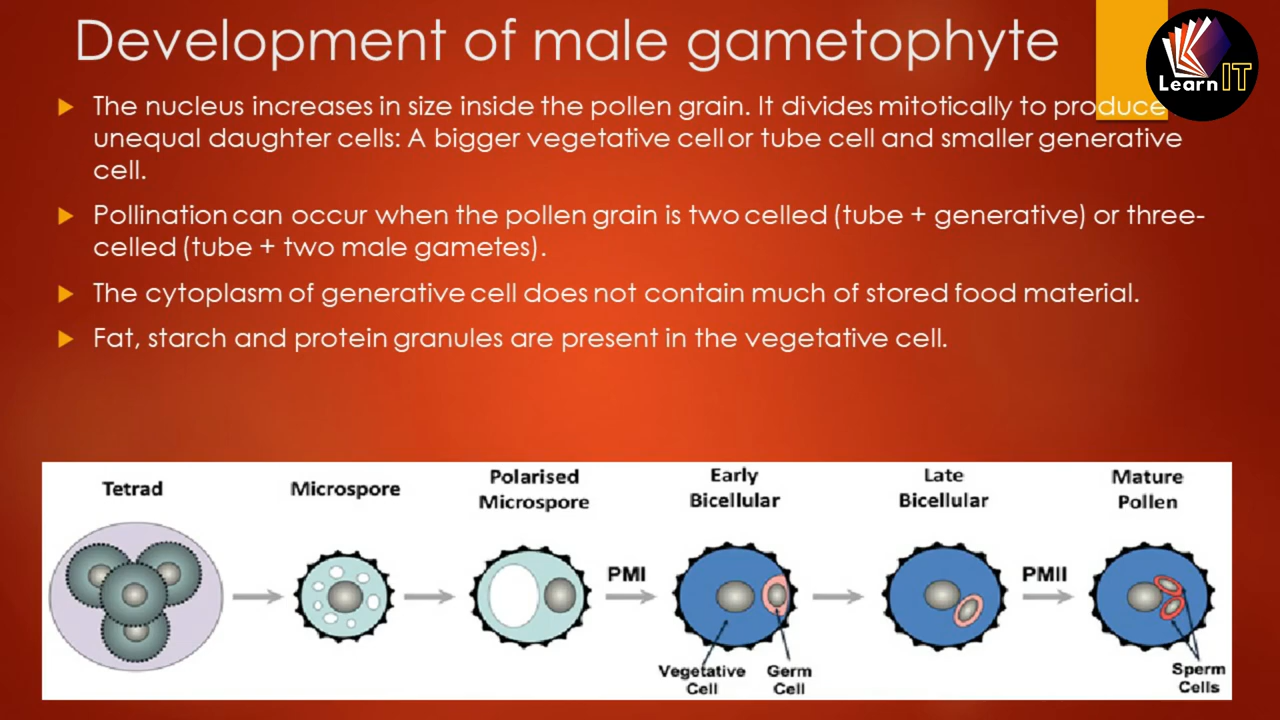 Development of male gametophyte
Learn IT
The nucleus increases in size inside the pollen grain. It divides mitotically to produce
unequal daughter cells: A bigger vegetative cell or tube cell and smaller generative
cell.
Pollination can occur when the pollen grain is two celled (tube + generative) or three-
celled (tube + two male gametes).
The cytoplasm of generative cell does not contain much of stored food material.
Fat, starch and protein granules are present in the vegetative cell.
Tetrad
Microspore
Polarised
Microspore
Early
Bicellular
Late
Bicellular
Mature
Pollen
PMI
PMII
Vegetative
Cell
Germ
Cell
Sperm
Cells